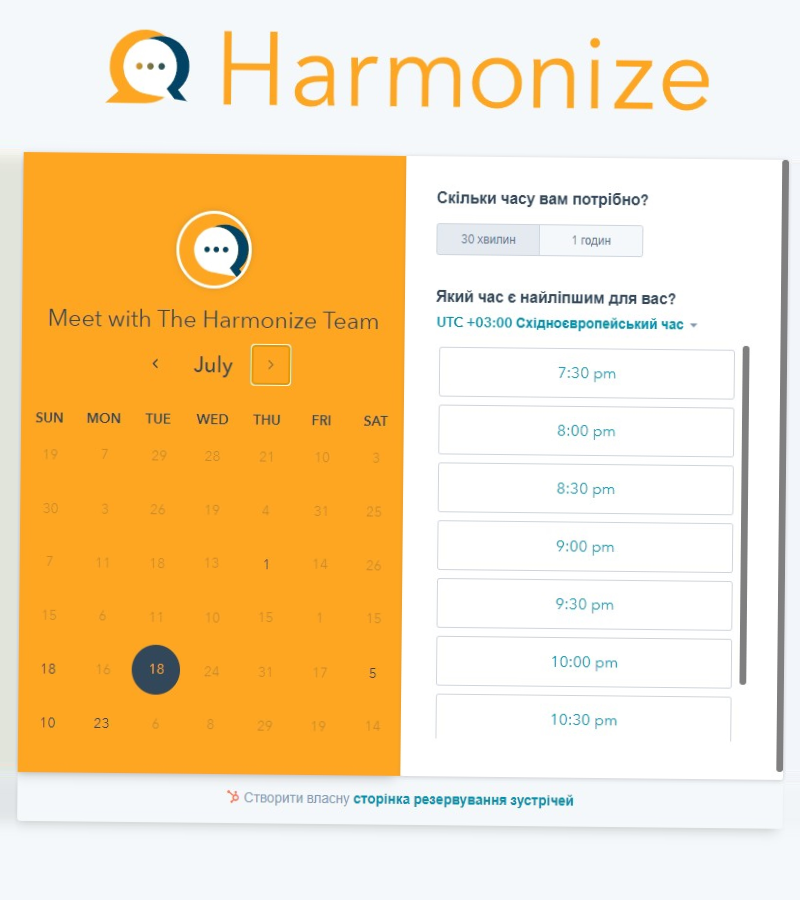 Harmonize
Meet with The Harmonize Team
July
SUN MON TUE WED THU FRI SAT
19 7 29 28 21 10 3
30 3 26 19 4 31 25
7 11 18 13 1 14 26
15 6 11 10 15 1 15
18 16 18 24 31 17 5
10 23 6 8 29 19 14
Скільки часу вам потрібно?
30 хвилин 1 годин
Який час є найліпшим для вас?
UTC +03:00 Східноєвропейський час
7:30 pm
8:00 pm
8:30 pm
9:00 pm
9:30 pm
10:00 pm
10:30 pm
Створити власну сторінка резервування зустрічей